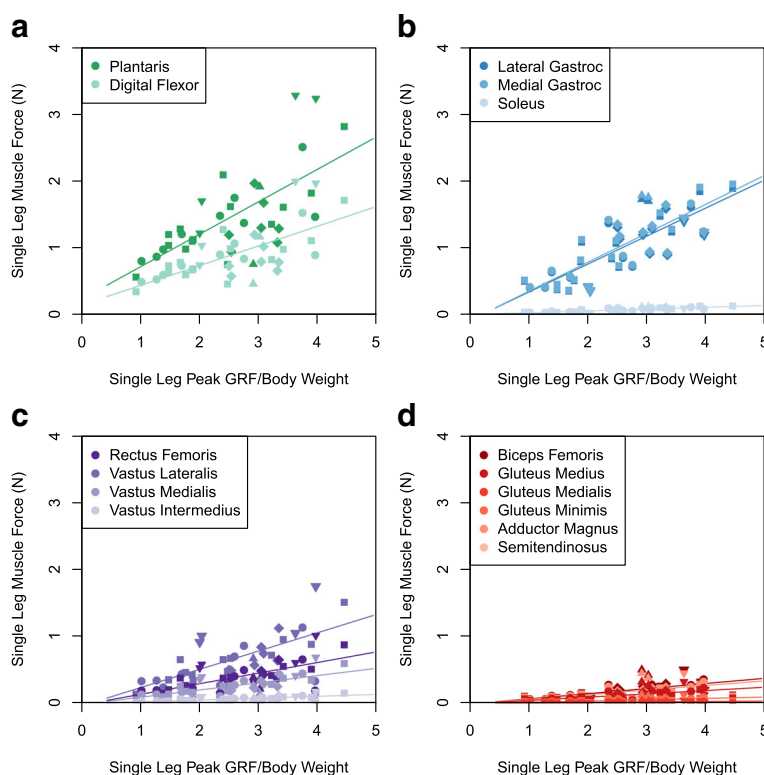 a
4
3
2
1
0
Single Leg Muscle Force (N)
Plantaris
Digital Flexor
0 1 2 3 4 5
Single Leg Peak GRF/Body Weight
b
4
3
2
1
0
Single Leg Muscle Force (N)
Lateral Gastroc
Medial Gastroc
Soleus
0 1 2 3 4 5
Single Leg Peak GRF/Body Weight
c
4
3
2
1
0
Single Leg Muscle Force (N)
Rectus Femoris
Vastus Lateralis
Vastus Medialis
Vastus Intermedius
0 1 2 3 4 5
Single Leg Peak GRF/Body Weight
d
4
3
2
1
0
Single Leg Muscle Force (N)
Biceps Femoris
Gluteus Medius
Gluteus Medialis
Gluteus Minimis
Adductor Magnus
Semitendinosus
0 1 2 3 4 5
Single Leg Peak GRF/Body Weight